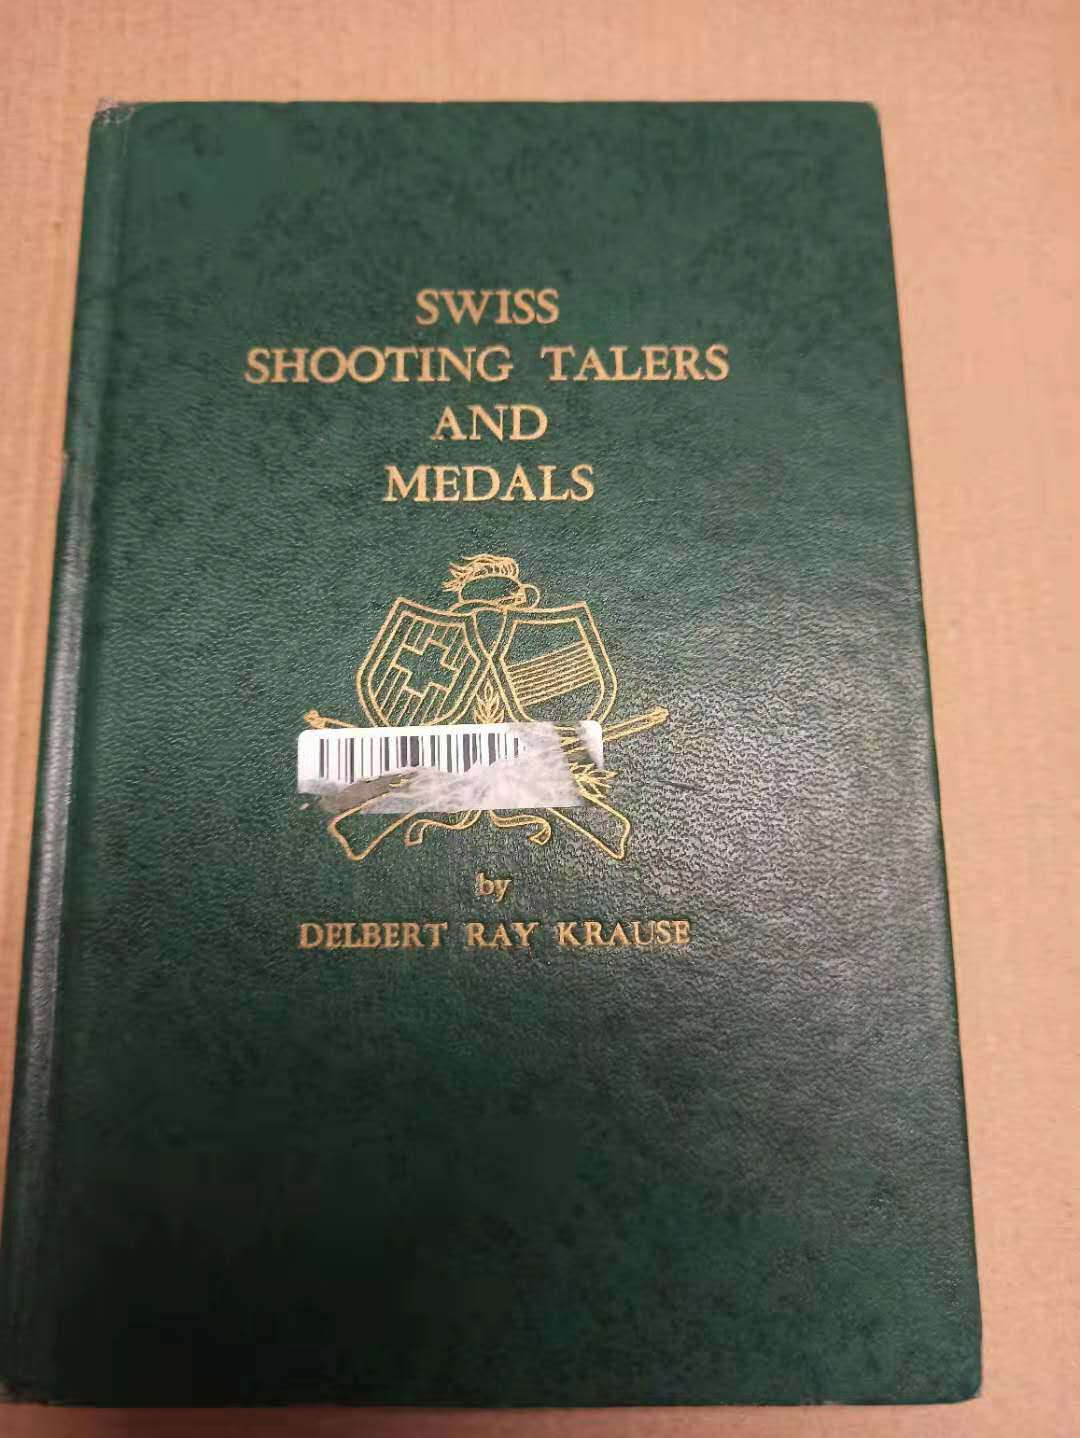 SWISS
SHOOTING TALERS
AND
MEDALS
by
DELBERT RAY KRAUSE